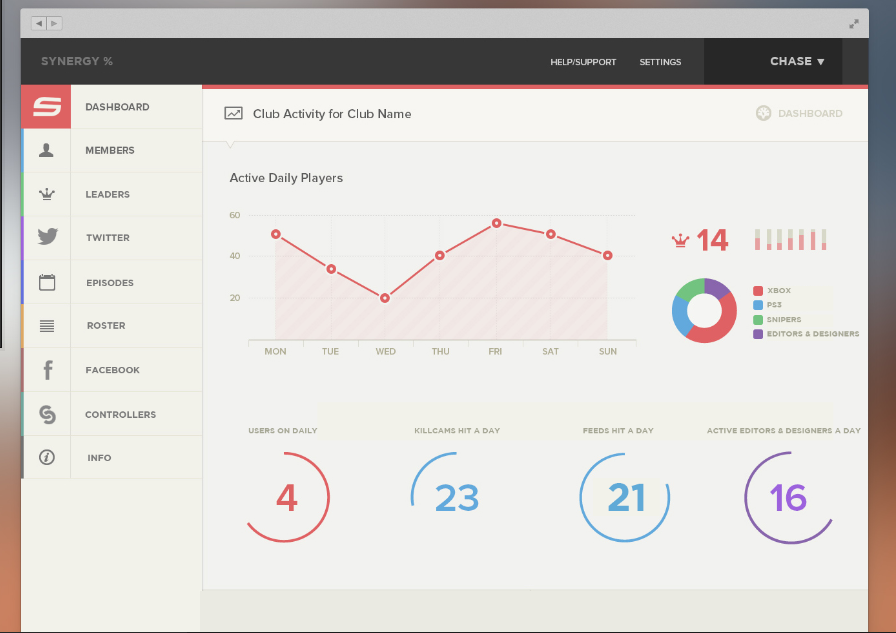 SYNERGY %
HELP/SUPPORT
SETTINGS
CHASE ▼
DASHBOARD
MEMBERS
LEADERS
TWITTER
EPISODES
ROSTER
FACEBOOK
CONTROLLERS
INFO
Club Activity for Club Name
DASHBOARD
Active Daily Players
60
40
20
MON TUE WED THU FRI SAT SUN
14
XBOX
PS3
SNIPERS
EDITORS & DESIGNERS
USERS ON DAILY
4
KILLCAMS HIT A DAY
23
FEEDS HIT A DAY
21
ACTIVE EDITORS & DESIGNERS A DAY
16